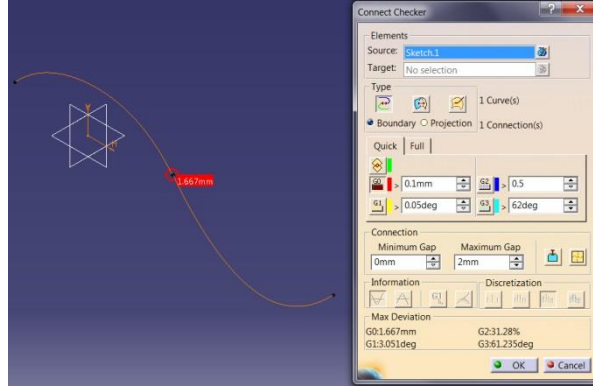 Connect Checker
Elements
Source: Sketch.1
Target: No selection
Type
1 Curve(s)
Boundary Projection 1 Connection(s)
Quick Full
G0 > 0.1mm G2 > 0.5
G1 > 0.05deg G3 > 62deg
Connection
Minimum Gap Maximum Gap
0mm 2mm
Information Discretization
Max Deviation
G0:1.667mm G2:31.28%
G1:3.051deg G3:61.235deg
OK Cancel
1.667mm